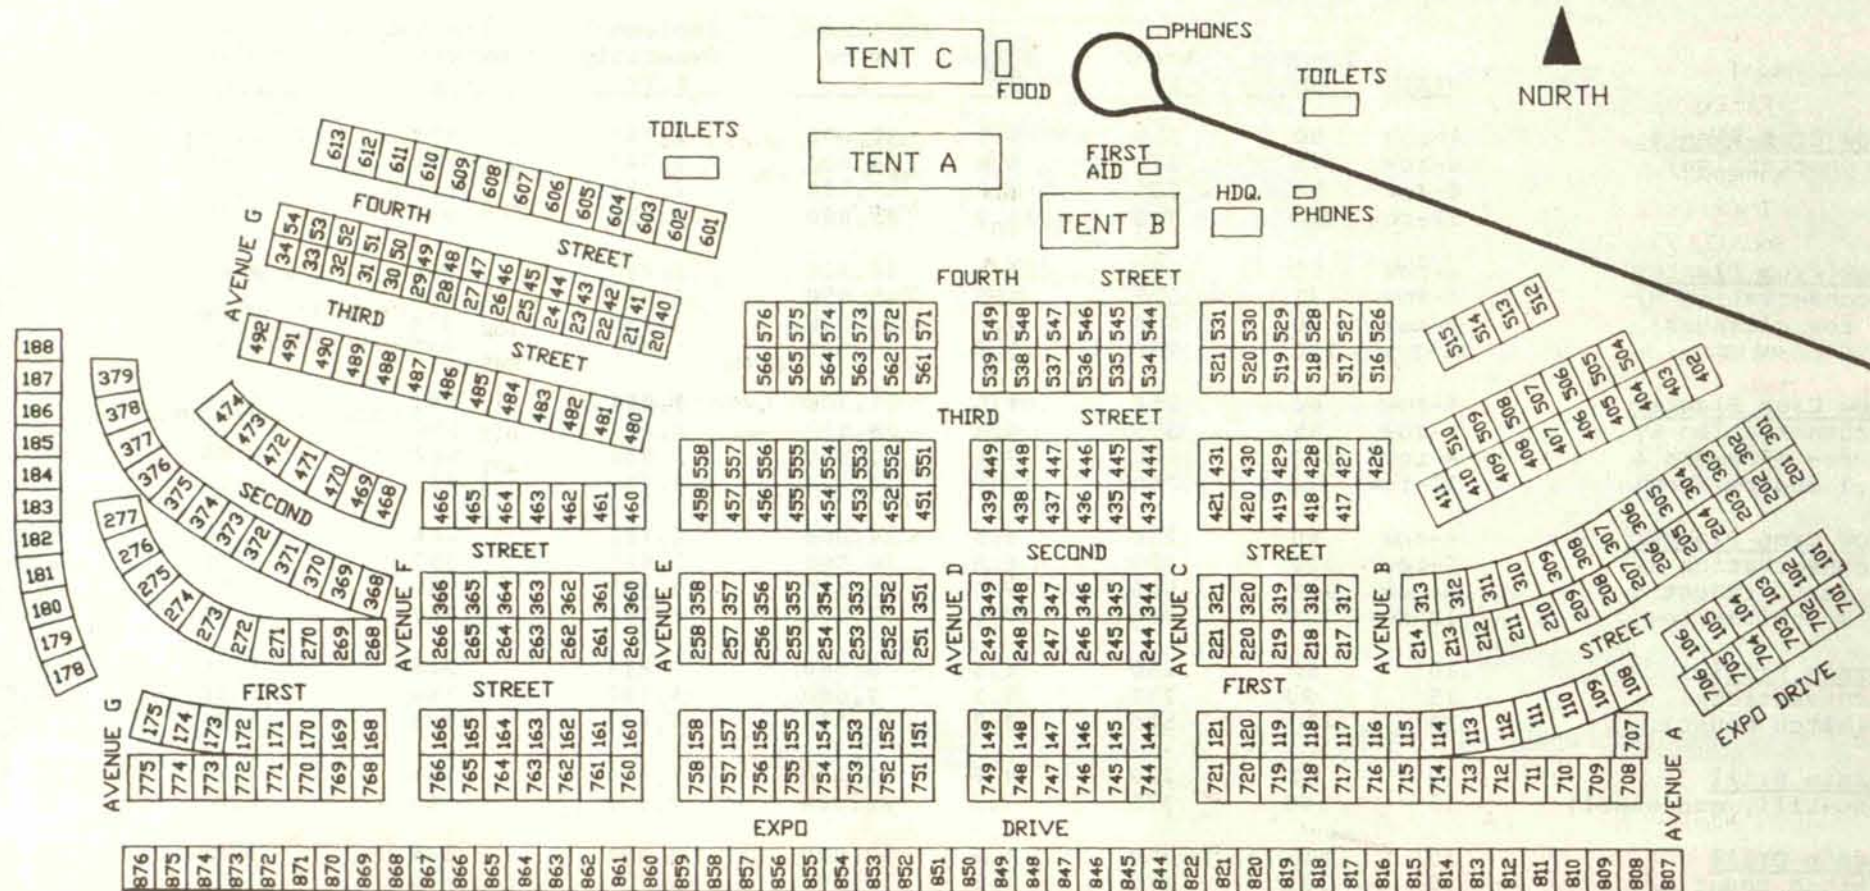 TENT C
FOOD
PHONES
TOILETS
NORTH
TOILETS
TENT A
FIRST
AID
HDQ.
PHONES
TENT B
613 612 611 610 609 608 607 606 605 604 603 602 601
FOURTH STREET
AVENUE G
54 53 52 51 50 49 48 47 46 45 44 43 42 41 40
34 33 32 31 30 29 28 27 26 25 24 23 22 21 20
THIRD STREET
492 491 490 489 488 487 486 485 484 483 482 481 480
FOURTH STREET
576 575 574 573 572 571 549 548 547 546 545 544 531 530 529 528 527 526
566 565 564 563 562 561 539 538 537 536 535 534 521 520 519 518 517 516
515 514 513 512
THIRD STREET
510 509 508 507 506 505 504
411 410 409 408 407 406 405 404 403 402
188
187
186
185
184
183
182
181
180
179
178
379
378
377
376
375
374
373
372
371
370
369
368
474 473 472 471 470 469 468
SECOND
277
276
275
274
273
272
271 270 269 268
558 557 556 555 554 553 552 551 449 448 447 446 445 444 431 430 429 428 427 426
466 465 464 463 462 461 460 458 457 456 455 454 453 452 451 439 438 437 436 435 434 421 420 419 418 417
STREET SECOND STREET
AVENUE F
AVENUE E
AVENUE D
AVENUE C
AVENUE B
366 365 364 363 362 361 360 358 357 356 355 354 353 352 351 349 348 347 346 345 344 321 320 319 318 317
313 312 311 310 309 308 307 306 305 304 303 302 301
266 265 264 263 262 261 260 258 257 256 255 254 253 252 251 249 248 247 246 245 244 221 220 219 218 217
214 213 212 211 210 209 208 207 206 205 204 203 202 201
FIRST STREET FIRST STREET
106 105 104 103 102 101
706 705 704 703 702 701
EXPO DRIVE
AVENUE G
175 174 173 172 171 170 169 168 166 165 164 163 162 161 160 158 157 156 155 154 153 152 151 149 148 147 146 145 144 121 120 119 118 117 116 115 114 113 112 111 110 109 108
707
775 774 773 772 771 770 769 768 766 765 764 763 762 761 760 758 757 756 755 754 753 752 751 749 748 747 746 745 744 721 720 719 718 717 716 715 714 713 712 711 710 709 708
AVENUE A
EXPO DRIVE
876 875 874 873 872 871 870 869 868 867 866 865 864 863 862 861 860 859 858 857 856 855 854 853 852 851 850 849 848 847 846 845 844 822 821 820 819 818 817 816 815 814 813 812 811 810 809 808 807